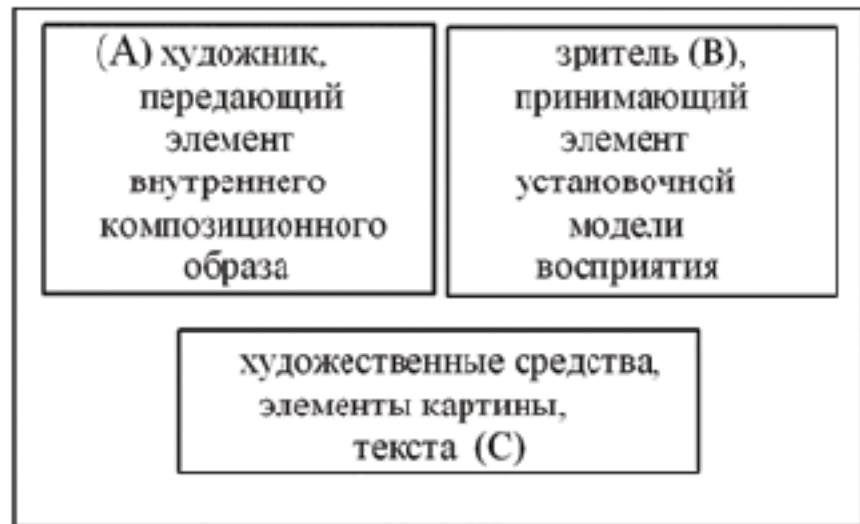 (А) художник,
передающий
элемент
внутреннего
композиционного
образа
зритель (В),
принимающий
элемент
установочной
модели
восприятия
художественные средства,
элементы картины,
текста (С)